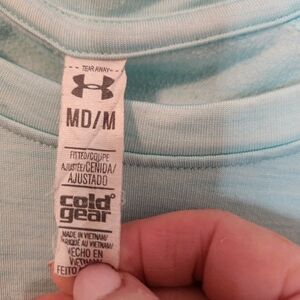 TEAR AWAY
MD/M
FITTED/COUPE
AJUSTÉE/CEÑIDA/
AJUSTADO
cold
gear
MADE IN VIETNAM/
FABRIQUÉ AU VIETNAM/
HECHO EN
VIETNAM/
FEITO